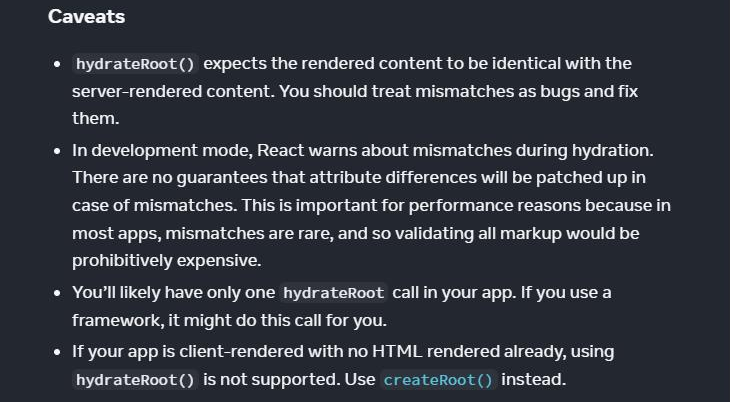 Caveats
• hydrateRoot() expects the rendered content to be identical with the
server-rendered content. You should treat mismatches as bugs and fix
them.
• In development mode, React warns about mismatches during hydration.
There are no guarantees that attribute differences will be patched up in
case of mismatches. This is important for performance reasons because in
most apps, mismatches are rare, and so validating all markup would be
prohibitively expensive.
• You’ll likely have only one hydrateRoot call in your app. If you use a
framework, it might do this call for you.
• If your app is client-rendered with no HTML rendered already, using
hydrateRoot() is not supported. Use createRoot() instead.